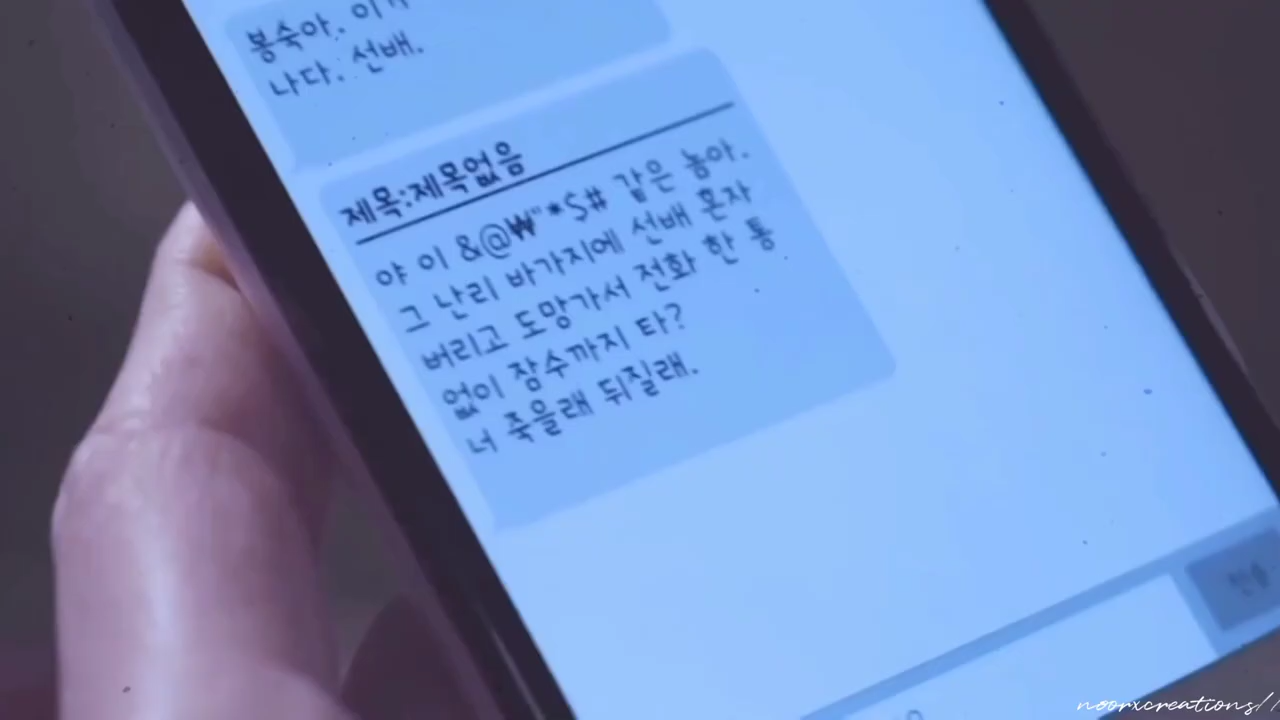 봉숙아. 이거
나다. 선배.
제목:제목없음
야 이 &@₩"*S# 같은 놈아.
그 난리 바가지에 선배 혼자
버리고 도망가서 전화 한 통
없이 잠수까지 타?
너 죽을래 뒤질래.
전송
noorxcreations//